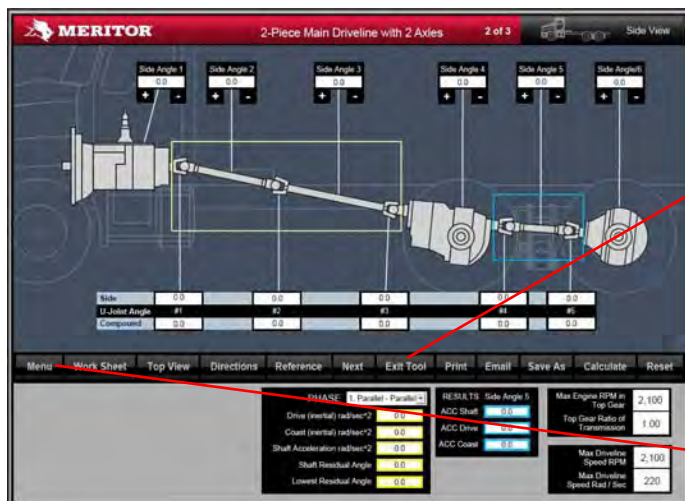 MERITOR 2-Piece Main Driveline with 2 Axles 2 of 3 Side View
Side Angle 1 Side Angle 2 Side Angle 3 Side Angle 4 Side Angle 5 Side Angle/6
0.0 0.0 0.0 0.0 0.0 0.0
+ - + - + - + - + - + -
Side 0.0 0.0 0.0 0.0 0.0
U-Joint Angle #1 #2 #3 #4 #5
Compound 0.0 0.0 0.0 0.0 0.0
Menu Work Sheet Top View Directions Reference Next Exit Tool Print Email Save As Calculate Reset
PHASE 1. Parallel - Parallel
Drive (inertial) rad/sec^2 0.0
Coast (inertial) rad/sec^2 0.0
Shaft Acceleration rad/sec^2 0.0
Shaft Residual Angle 0.0
Lowest Residual Angle 0.0
RESULTS Side Angle 5
ACC Shaft 0.0
ACC Drive 0.0
ACC Coast 0.0
Max Engine RPM in
Top Gear 2,100
Top Gear Ratio of
Transmission 1.00
Max Driveline
Speed RPM 2,100
Max Driveline
Speed Rad / Sec 220